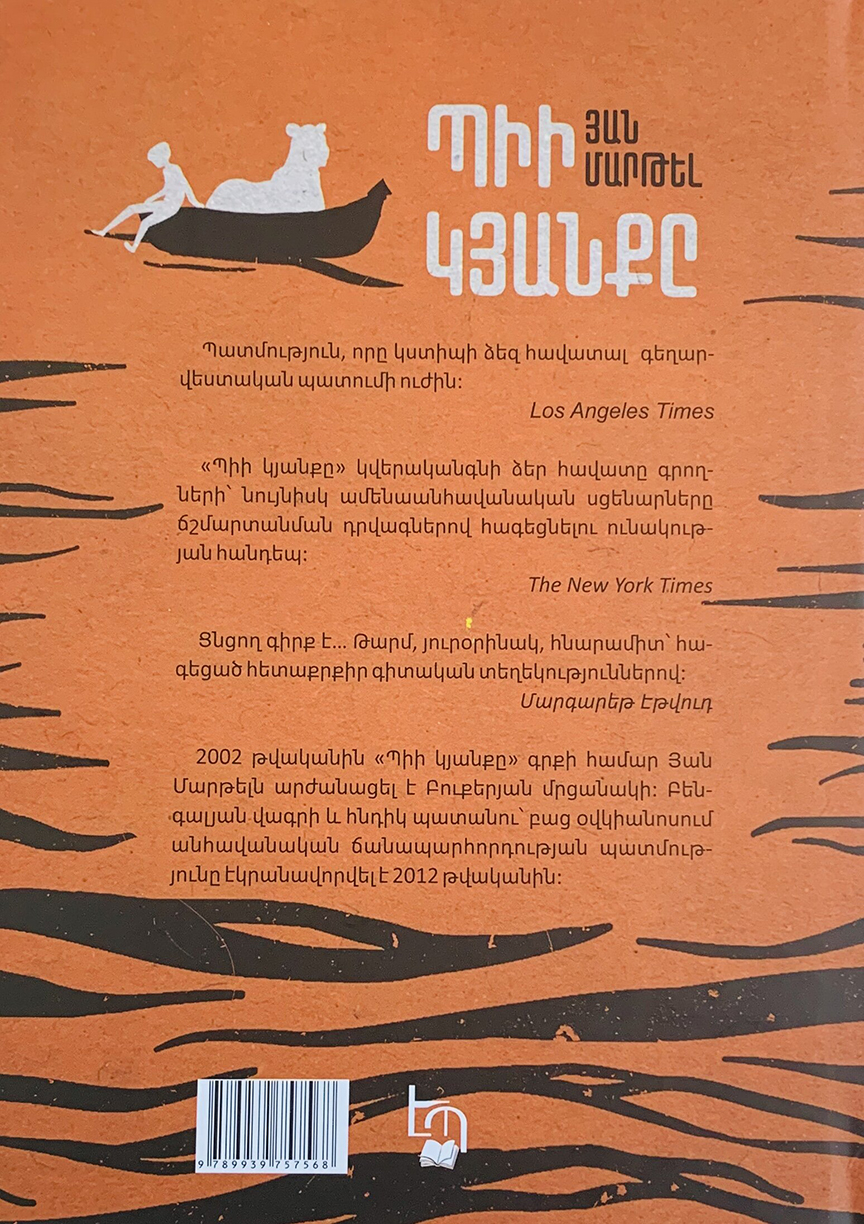 ՊԻԻ ՅԱՆ
ՄԱՐԹԵԼ
ԿՅԱՆՔԸ
Պատմություն, որը կստիպի ձեզ հավատալ գեղար-
վեստական պատումի ուժին:
Los Angeles Times
«Պիի կյանքը» կվերականգնի ձեր հավատը գրող-
ների՝ նույնիսկ ամենաանհավանական սցենարները
ճշմարտանման դրվագներով հագեցնելու ունակութ-
յան հանդեպ:
The New York Times
Ցնցող գիրք է... Թարմ, յուրօրինակ, հնարամիտ՝ հա-
գեցած հետաքրքիր գիտական տեղեկություններով:
Մարգարեթ Էթվուդ
2002 թվականին «Պիի կյանքը» գրքի համար Յան
Մարթելն արժանացել է Բուքերյան մրցանակի: Բեն-
գալյան վագրի և հնդիկ պատանու՝ բաց օվկիանոսում
անհավանական ճանապարհորդության պատմութ-
յունը էկրանավորվել է 2012 թվականին:
ԷՊ
9 789939 757568